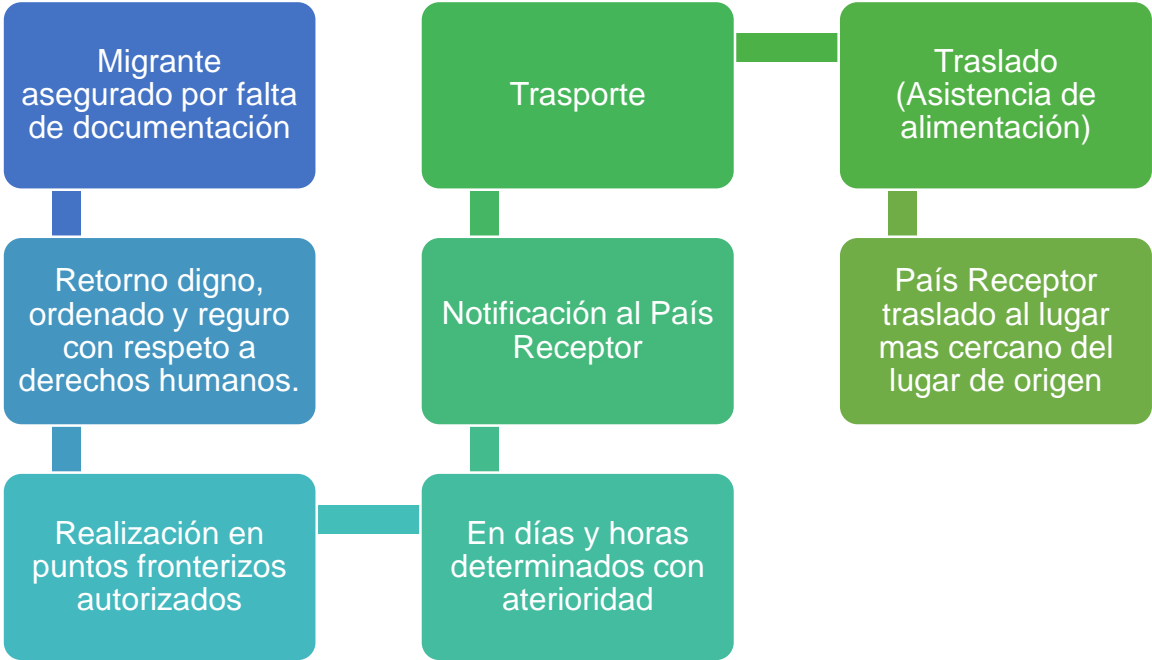 Migrante
asegurado por falta
de documentación
Retorno digno,
ordenado y reguro
con respeto a
derechos humanos.
Realización en
puntos fronterizos
autorizados
En días y horas
determinados con
aterioridad
Notificación al País
Receptor
Trasporte
Traslado
(Asistencia de
alimentación)
País Receptor
traslado al lugar
mas cercano del
lugar de origen